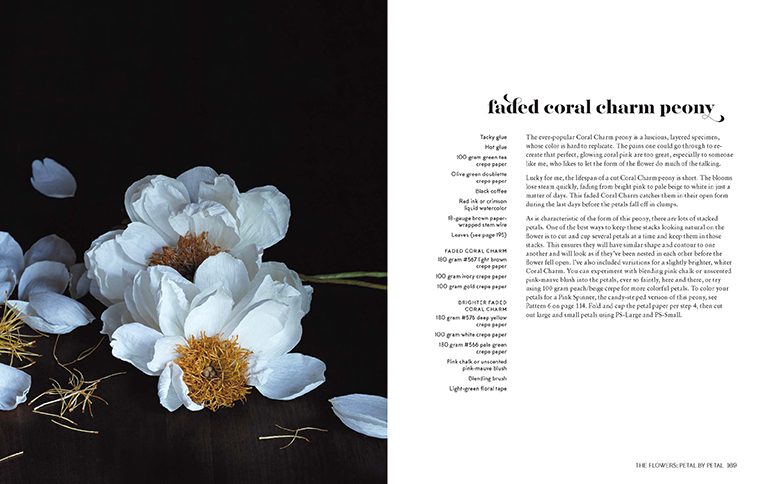 faded coral charm peony
Tacky glue
Hot glue
100 gram green tea
crepe paper
Olive green doublette
crepe paper
Black coffee
Red ink or crimson
liquid watercolor
18-gauge brown paper-
wrapped stem wire
Leaves (see page 195)
FADED CORAL CHARM
180 gram #567 light brown
crepe paper
100 gram ivory crepe paper
100 gram gold crepe paper
BRIGHTER FADED
CORAL CHARM
180 gram #576 deep yellow
crepe paper
100 gram white crepe paper
180 gram #566 pale green
crepe paper
Pink chalk or unscented
pink-mauve blush
Blending brush
Light-green floral tape
The ever-popular Coral Charm peony is a luscious, layered specimen,
whose color is hard to replicate. The pains one could go through to re-
create that perfect, glowing coral pink are too great, especially to someone
like me, who likes to let the form of the flower do much of the talking.
Lucky for me, the lifespan of a cut Coral Charm peony is short. The blooms
lose steam quickly, fading from bright pink to pale beige to white in just a
matter of days. This faded Coral Charm catches them in their open form
during the last days before the petals fall off in clumps.
As is characteristic of the form of this peony, there are lots of stacked
petals. One of the best ways to keep these stacks looking natural on the
flower is to cut and cup several petals at a time and keep them in those
stacks. This ensures they will have similar shape and contour to one
another and will look as if they've been nested in each other before the
flower fell open. I've also included variations for a slightly brighter, whiter
Coral Charm. You can experiment with blending pink chalk or unscented
pink-mauve blush into the petals, ever so faintly, here and there, or try
using 100 gram peach/beige crepe for more colorful petals. To color your
petals for a Pink Spinner, the candy-striped version of this peony, see
Pattern 6 on page 114. Fold and cup the petal paper per step 4, then cut
out large and small petals using PS-Large and PS-Small.
THE FLOWERS: PETAL BY PETAL 169